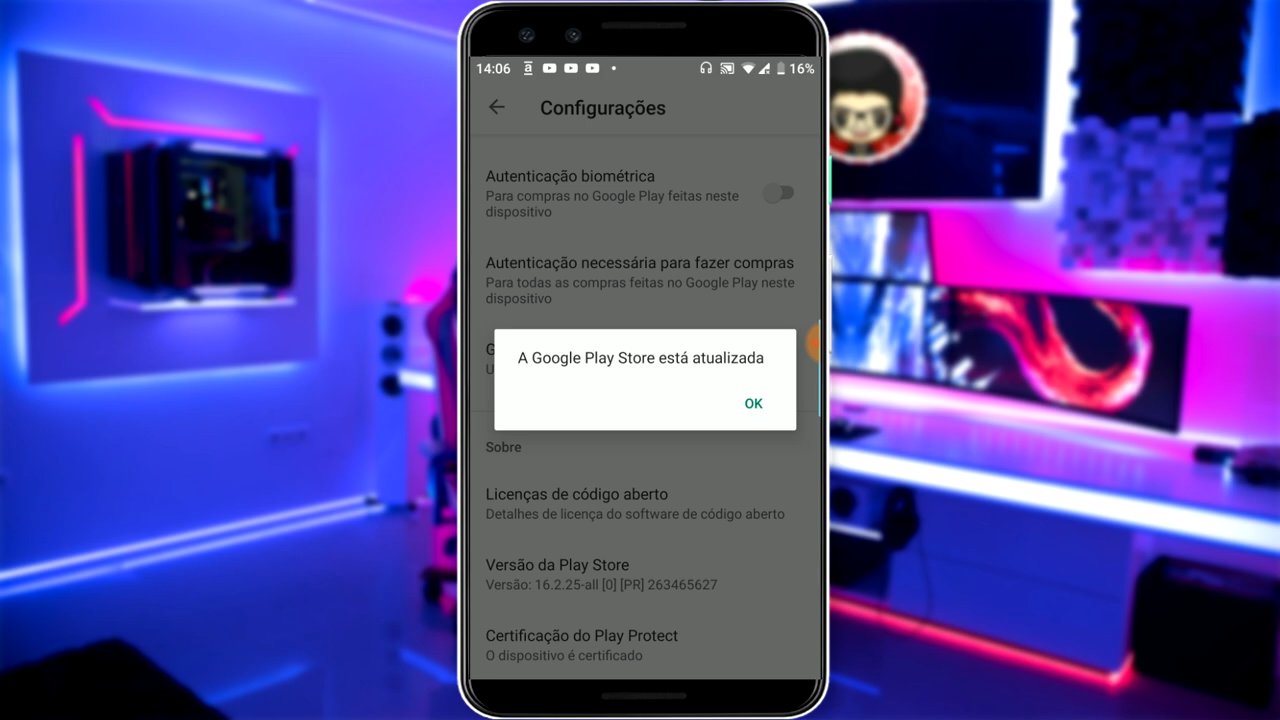 14:06
a
16%
Configurações
Autenticação biométrica
Para compras no Google Play feitas neste
dispositivo
Autenticação necessária para fazer compras
Para todas as compras feitas no Google Play neste
dispositivo
G
U
A Google Play Store está atualizada
OK
Sobre
Licenças de código aberto
Detalhes de licença do software de código aberto
Versão da Play Store
Versão: 16.2.25-all [0] [PR] 263465627
Certificação do Play Protect
O dispositivo é certificado